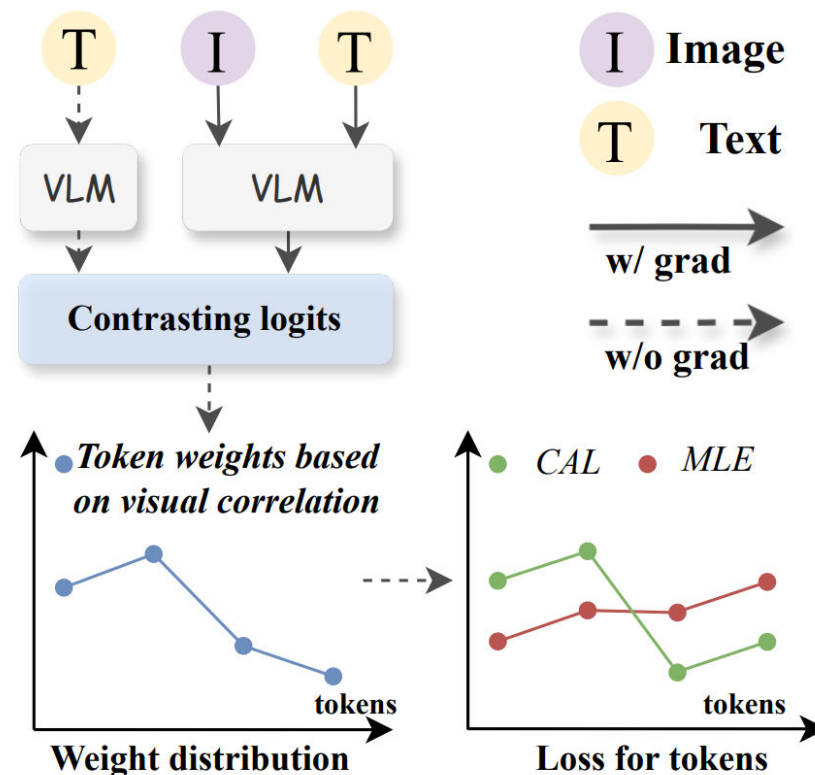 T
I
T
I
Image
T
Text
VLM
VLM
w/ grad
Contrasting logits
w/o grad
Token weights based
on visual correlation
tokens
Weight distribution
CAL
MLE
tokens
Loss for tokens